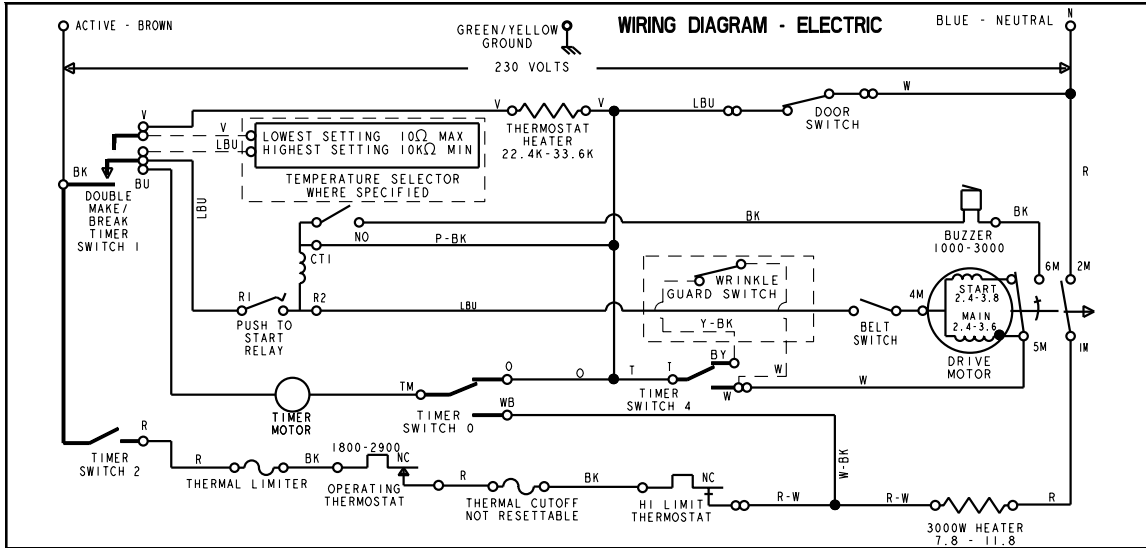 WIRING DIAGRAM - ELECTRIC
ACTIVE - BROWN
GREEN/YELLOW
GROUND
BLUE - NEUTRAL
N
230 VOLTS
V
V
V
LBU
W
DOOR
SWITCH
THERMOSTAT
HEATER
22.4K-33.6K
V
LBU
LOWEST SETTING 10Ω MAX
HIGHEST SETTING 10KΩ MIN
TEMPERATURE SELECTOR
WHERE SPECIFIED
BK
BU
DOUBLE
MAKE/
BREAK
TIMER
SWITCH 1
LBU
R
NO
BK
BK
BUZZER
1000-3000
P-BK
CT1
WRINKLE
GUARD SWITCH
6M
2M
START
2.4-3.8
MAIN
2.4-3.6
R1
R2
LBU
4M
PUSH TO
START
RELAY
Y-BK
BELT
SWITCH
5M
1M
DRIVE
MOTOR
BY
W
TM
O
O
T
T
W
W
TIMER
SWITCH 4
TIMER
MOTOR
WB
TIMER
SWITCH 0
R
TIMER
SWITCH 2
1800-2900
W-BK
R
BK
NC
THERMAL LIMITER
OPERATING
THERMOSTAT
R
BK
NC
THERMAL CUTOFF
NOT RESETTABLE
HI LIMIT
THERMOSTAT
R-W
R-W
R
3000W HEATER
7.8 - 11.8